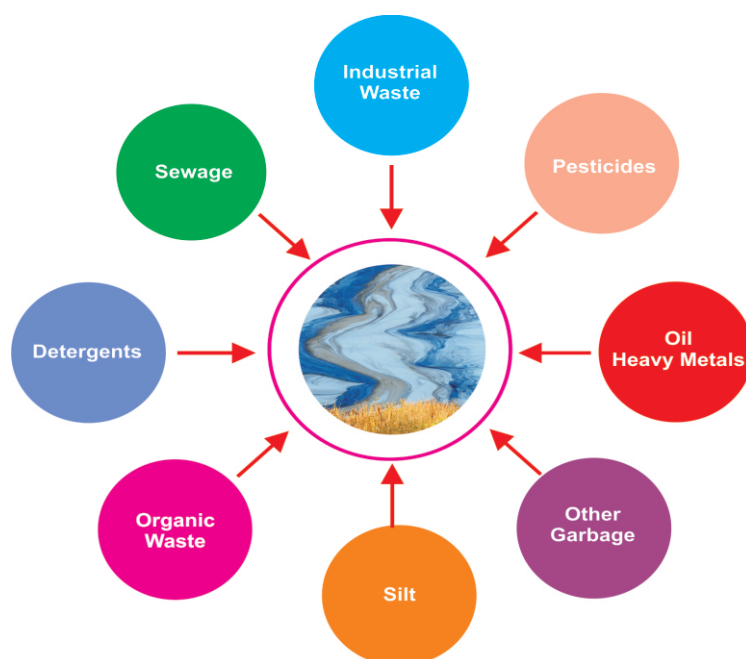 Industrial
Waste
Pesticides
Sewage
Oil
Heavy Metals
Detergents
Other
Garbage
Organic
Waste
Silt